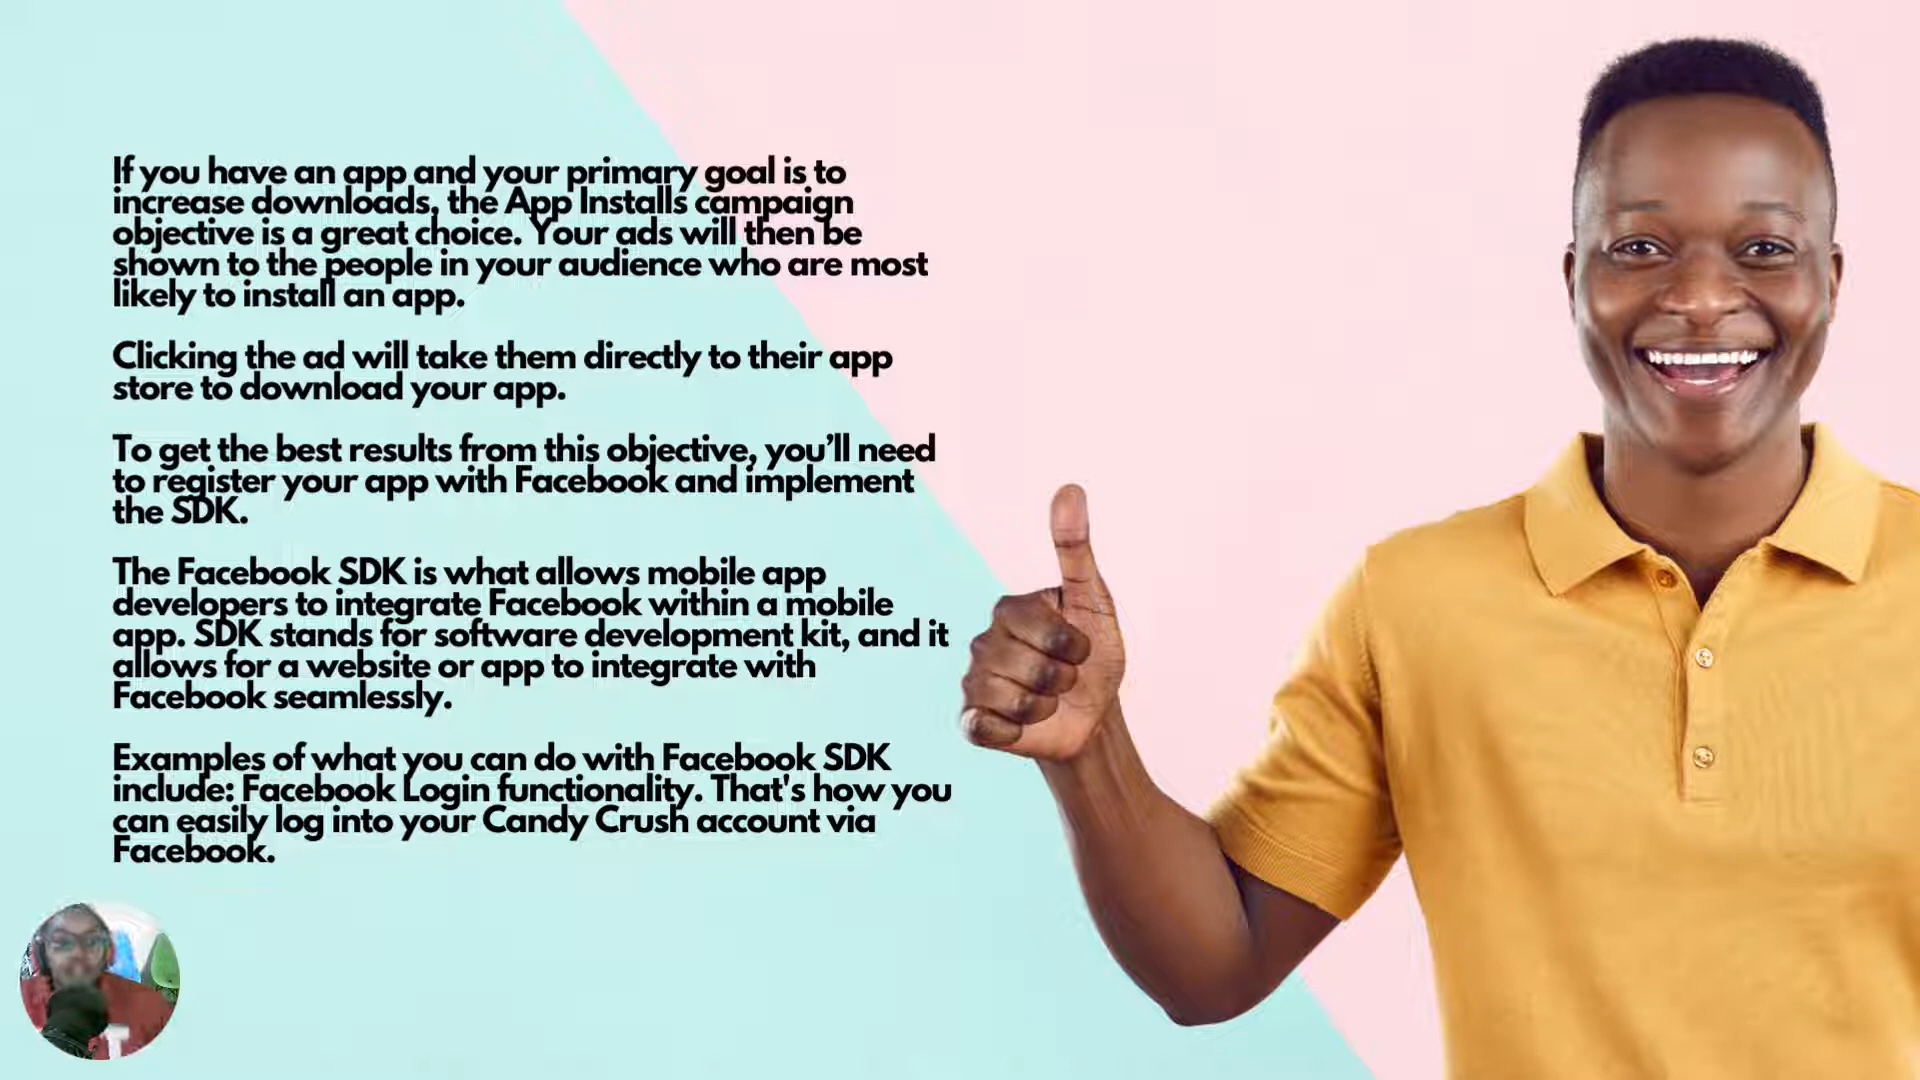 If you have an app and your primary goal is to
increase downloads, the App Installs campaign
objective is a great choice. Your ads will then be
shown to the people in your audience who are most
likely to install an app.
Clicking the ad will take them directly to their app
store to download your app.
To get the best results from this objective, you’ll need
to register your app with Facebook and implement
the SDK.
The Facebook SDK is what allows mobile app
developers to integrate Facebook within a mobile
app. SDK stands for software development kit, and it
allows for a website or app to integrate with
Facebook seamlessly.
Examples of what you can do with Facebook SDK
include: Facebook Login functionality. That's how you
can easily log into your Candy Crush account via
Facebook.